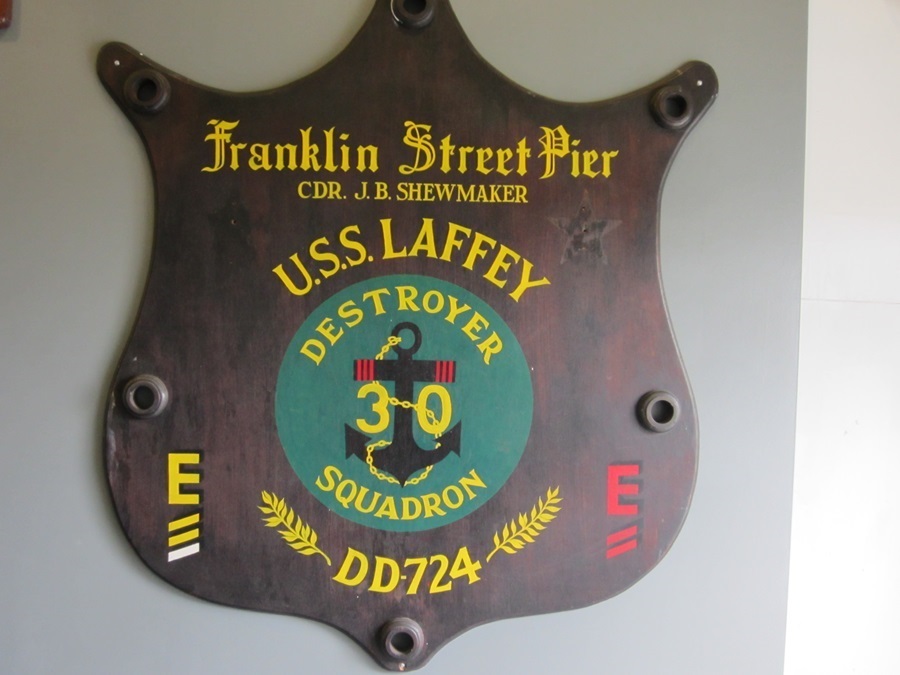 Franklin Street Pier
CDR. J. B. SHEWMAKER
U.S.S. LAFFEY
DESTROYER
30
SQUADRON
E E
DD-724